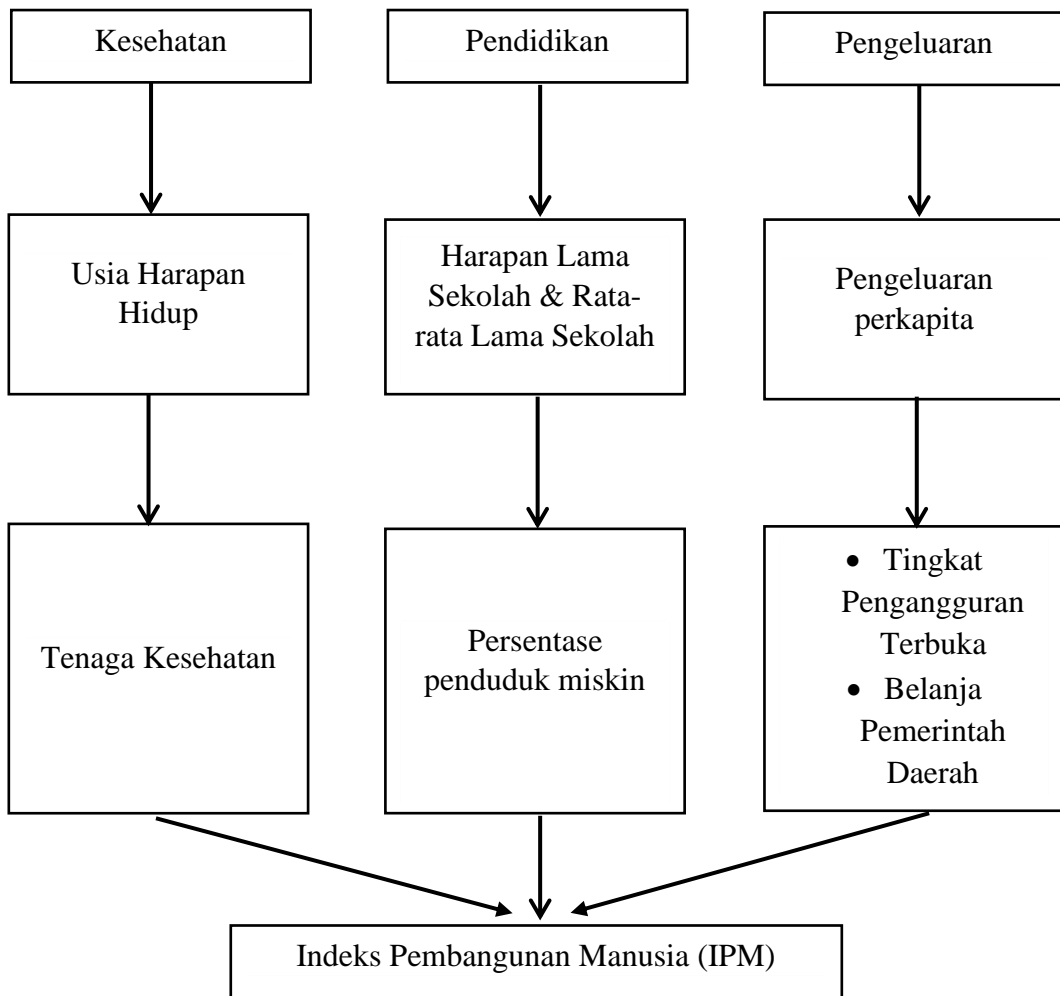 Kesehatan
Pendidikan
Pengeluaran
Usia Harapan
Hidup
Harapan Lama
Sekolah & Rata-
rata Lama Sekolah
Pengeluaran
perkapita
Tenaga Kesehatan
Persentase
penduduk miskin
• Tingkat
Pengangguran
Terbuka
• Belanja
Pemerintah
Daerah
Indeks Pembangunan Manusia (IPM)